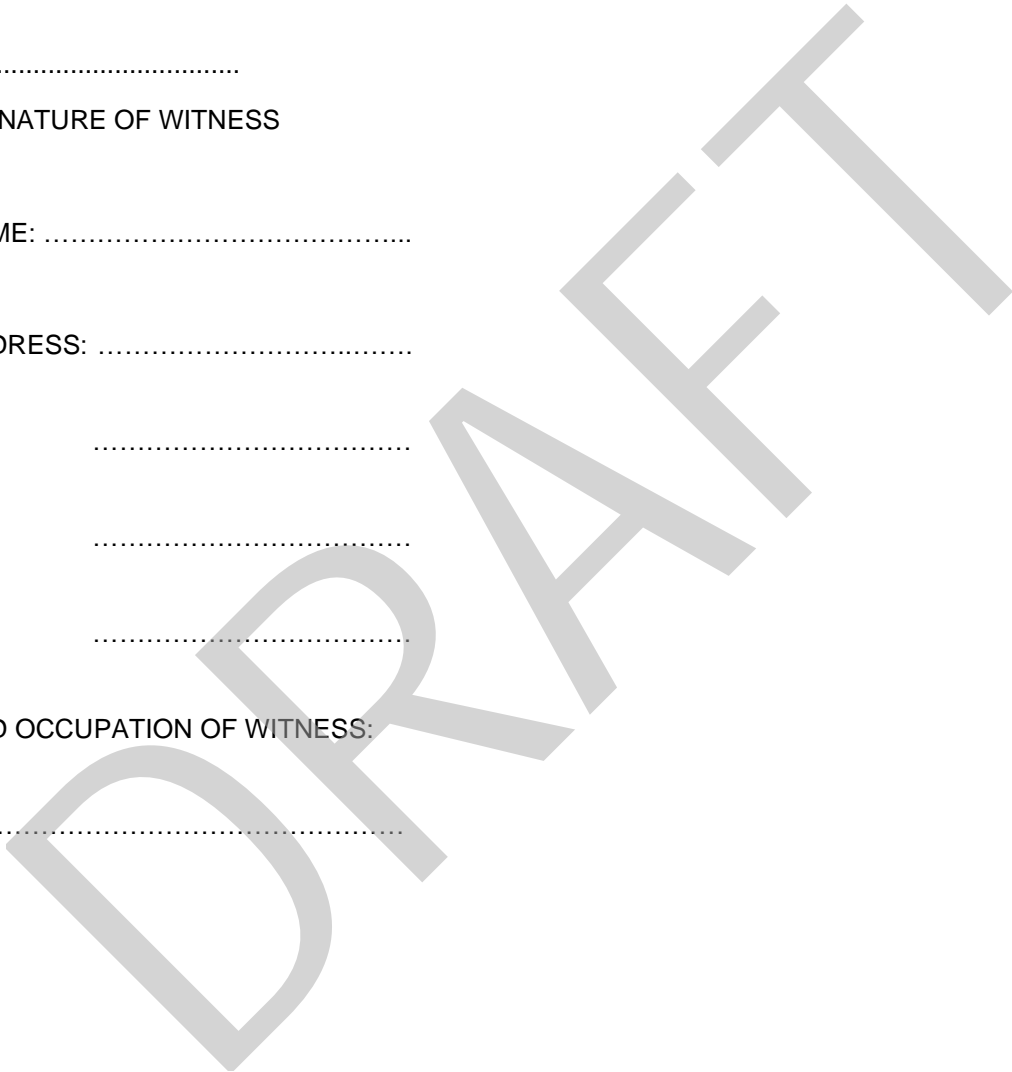 ................................
NATURE OF WITNESS
ME: …………………………………...
DRESS: ………………………..…….
………………………………
………………………………
………………………………
D OCCUPATION OF WITNESS:
………………………………………
DRAFT